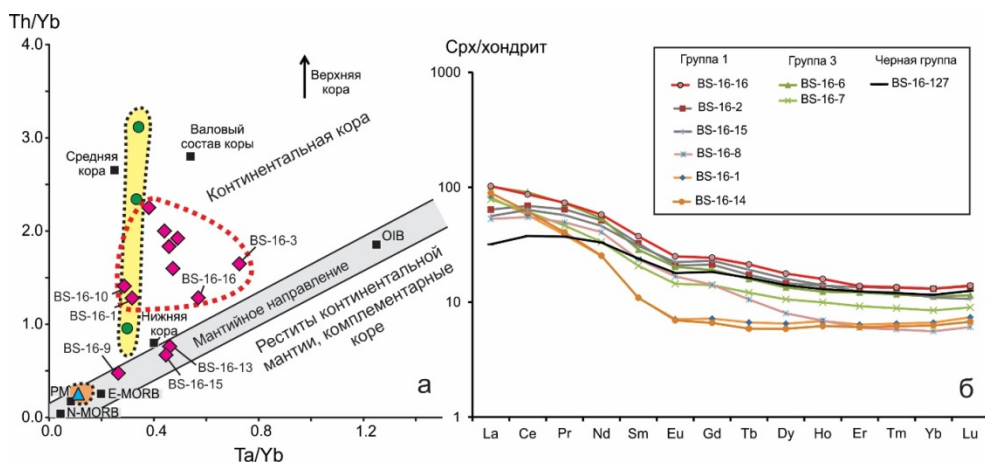 Th/Yb
4.0
3.0
2.0
1.0
0.0
0.0
0.4
0.8
1.2
Ta/Yb
Верхняя
кора
Валовый
состав коры
Средняя
кора
Континентальная кора
BS-16-3
OIB
BS-16-16
BS-16-10
BS-16-1
Нижняя
кора
Мантийное направление
Реститы континентальной
мантии, комплементарные
коре
BS-16-9
BS-16-13
BS-16-15
PM
E-MORB
N-MORB
а
Cpx/хондрит
1000
100
10
1
Группа 1
BS-16-16
BS-16-2
BS-16-15
BS-16-8
BS-16-1
BS-16-14
Группа 3
BS-16-6
BS-16-7
Черная группа
BS-16-127
б
La Ce Pr Nd Sm Eu Gd Tb Dy Ho Er Tm Yb Lu